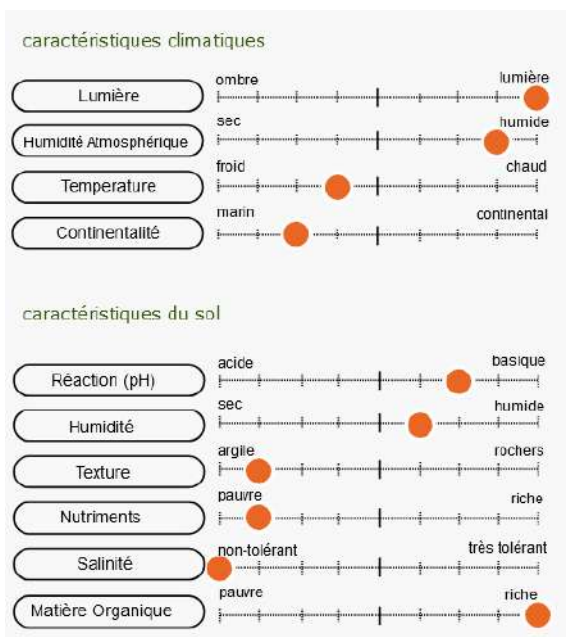 caractéristiques climatiques
Lumière ombre lumière
Humidité Atmosphérique sec humide
Temperature froid chaud
Continentalité marin continental
caractéristiques du sol
Réaction (pH) acide basique
Humidité sec humide
Texture argile rochers
Nutriments pauvre riche
Salinité non-tolérant très tolérant
Matière Organique pauvre riche